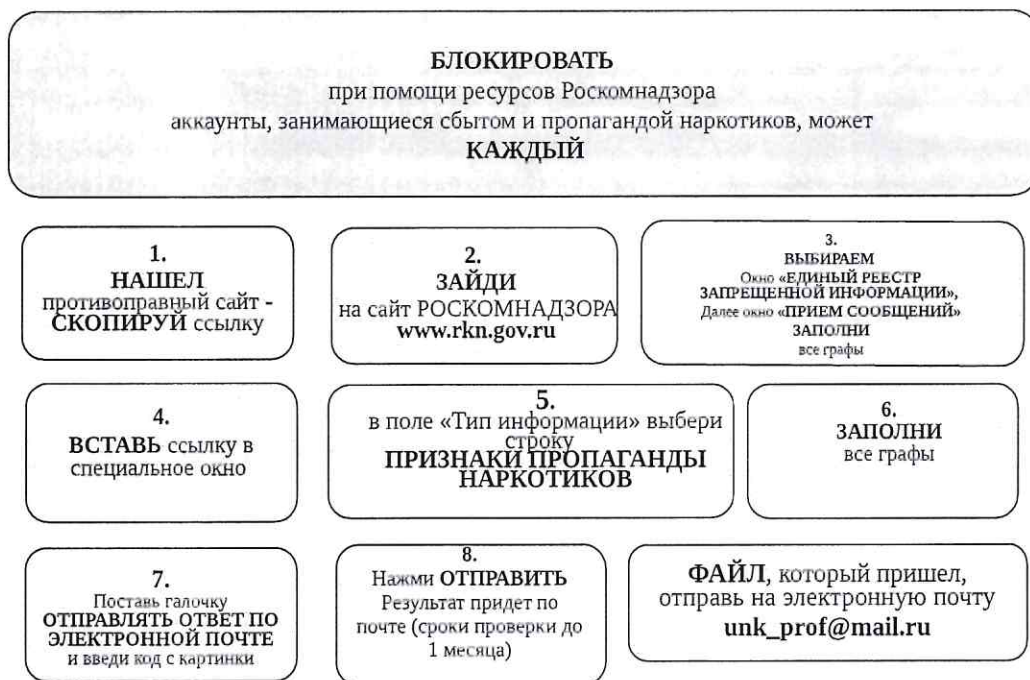 БЛОКИРОВАТЬ
при помощи ресурсов Роскомнадзора
аккаунты, занимающиеся сбытом и пропагандой наркотиков, может
КАЖДЫЙ
1.
НАШЕЛ
противоправный сайт -
СКОПИРУЙ ссылку
2.
ЗАЙДИ
на сайт РОСКОМНАДЗОРА
www.rkn.gov.ru
3.
ВЫБИРАЕМ
Окно «ЕДИНЫЙ РЕЕСТР
ЗАПРЕЩЕННОЙ ИНФОРМАЦИИ»,
Далее окно «ПРИЕМ СООБЩЕНИЙ»
ЗАПОЛНИ
все графы
4.
ВСТАВЬ ссылку в
специальное окно
5.
в поле «Тип информации» выбери
строку
ПРИЗНАКИ ПРОПАГАНДЫ
НАРКОТИКОВ
6.
ЗАПОЛНИ
все графы
7.
Поставь галочку
ОТПРАВЛЯТЬ ОТВЕТ ПО
ЭЛЕКТРОННОЙ ПОЧТЕ
и введи код с картинки
8.
Нажми ОТПРАВИТЬ
Результат придет по
почте (сроки проверки до
1 месяца)
ФАЙЛ, который пришел,
отправь на электронную почту
unk_prof@mail.ru